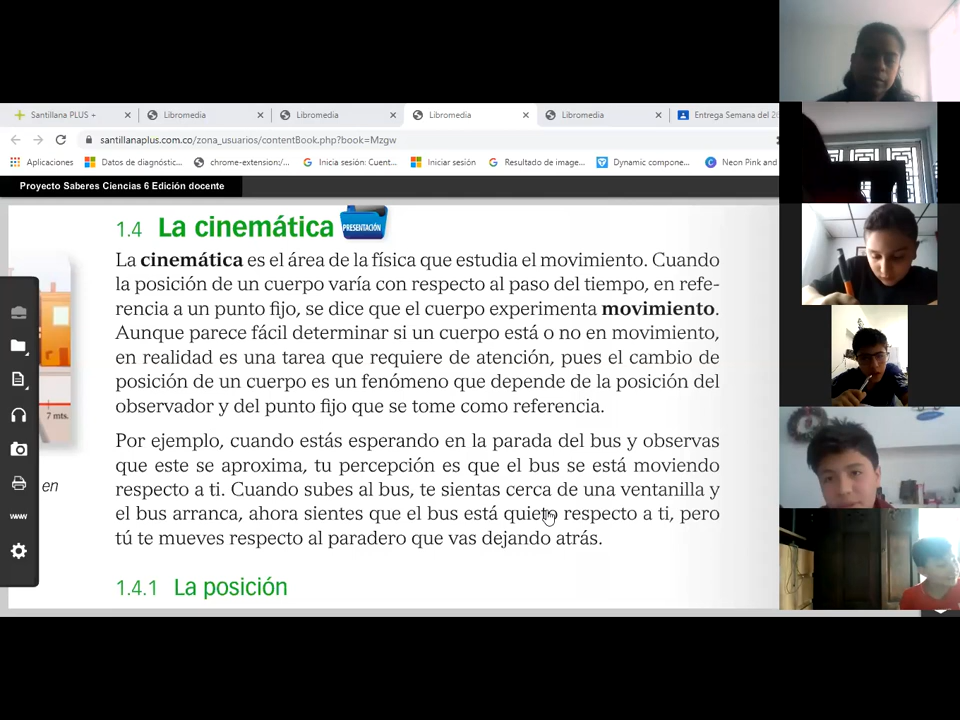 Santillana PLUS +
Libromedia
Libromedia
Libromedia
Libromedia
Entrega Semana del 2
santillanaplus.com.co/zona_usuarios/contentBook.php?book=Mzgw
Aplicaciones
Datos de diagnóstic...
chrome-extension:/...
Inicia sesión: Cuent...
Iniciar sesión
Resultado de image...
Dynamic compone...
Neon Pink and
Proyecto Saberes Ciencias 6 Edición docente
1.4 La cinemática
PRESENTACIÓN
La cinemática es el área de la física que estudia el movimiento. Cuando
la posición de un cuerpo varía con respecto al paso del tiempo, en refe-
rencia a un punto fijo, se dice que el cuerpo experimenta movimiento.
Aunque parece fácil determinar si un cuerpo está o no en movimiento,
en realidad es una tarea que requiere de atención, pues el cambio de
posición de un cuerpo es un fenómeno que depende de la posición del
observador y del punto fijo que se tome como referencia.
7 mts.
en
Por ejemplo, cuando estás esperando en la parada del bus y observas
que este se aproxima, tu percepción es que el bus se está moviendo
respecto a ti. Cuando subes al bus, te sientas cerca de una ventanilla y
el bus arranca, ahora sientes que el bus está quieto respecto a ti, pero
tú te mueves respecto al paradero que vas dejando atrás.
www
1.4.1 La posición